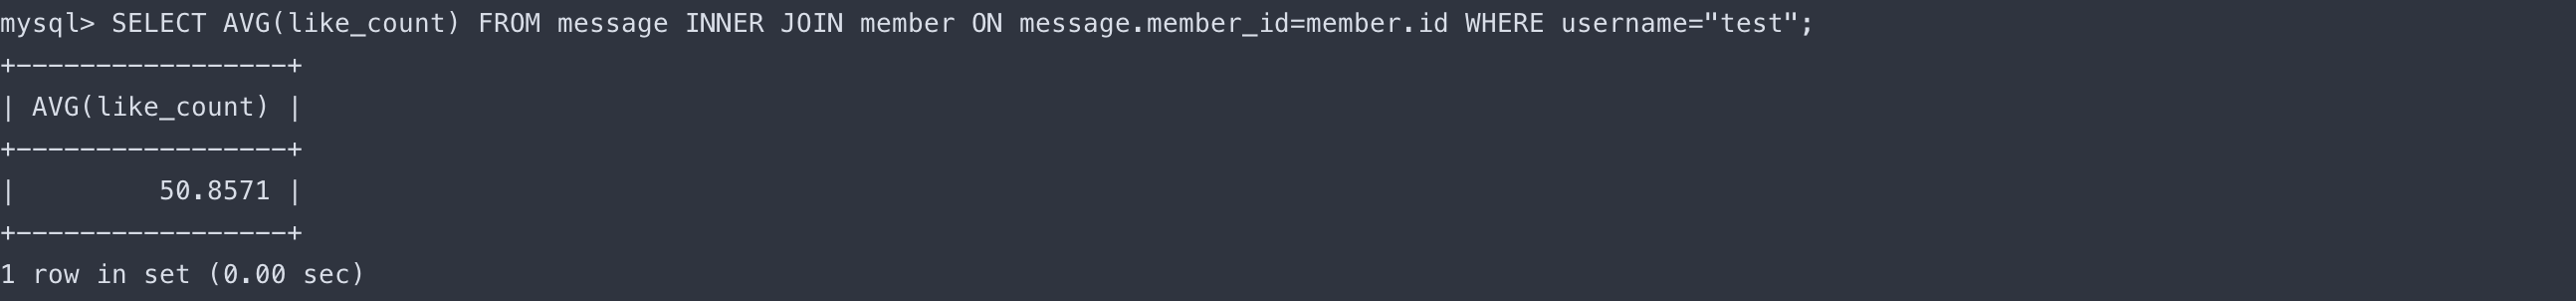 mysql> SELECT AVG(like_count) FROM message INNER JOIN member ON message.member_id=member.id WHERE username="test";
+----------------+
| AVG(like_count) |
+----------------+
|        50.8571 |
+----------------+
1 row in set (0.00 sec)